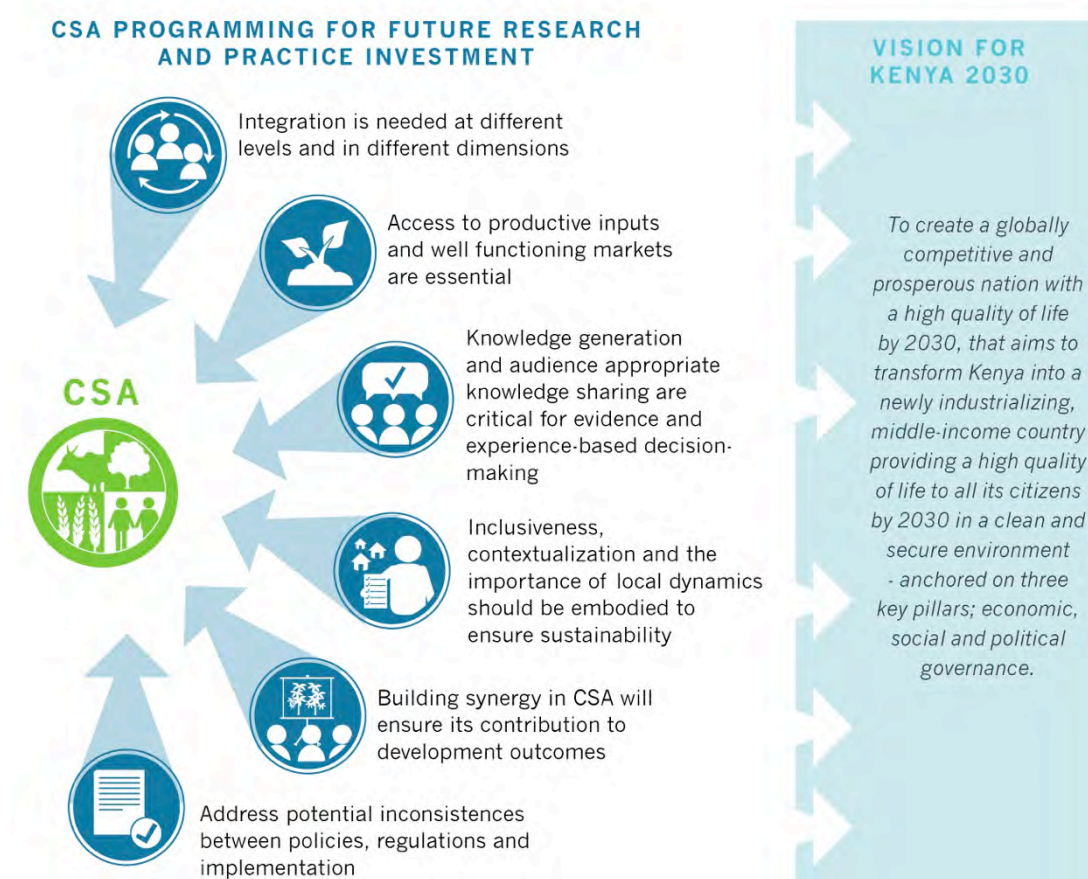 CSA PROGRAMMING FOR FUTURE RESEARCH
AND PRACTICE INVESTMENT
Integration is needed at different
levels and in different dimensions
Access to productive inputs
and well functioning markets
are essential
Knowledge generation
and audience appropriate
knowledge sharing are
critical for evidence and
experience-based decision-
making
CSA
Inclusiveness,
contextualization and the
importance of local dynamics
should be embodied to
ensure sustainability
Building synergy in CSA will
ensure its contribution to
development outcomes
Address potential inconsistences
between policies, regulations and
implementation
VISION FOR
KENYA 2030
To create a globally
competitive and
prosperous nation with
a high quality of life
by 2030, that aims to
transform Kenya into a
newly industrializing,
middle-income country
providing a high quality
of life to all its citizens
by 2030 in a clean and
secure environment
- anchored on three
key pillars; economic,
social and political
governance.